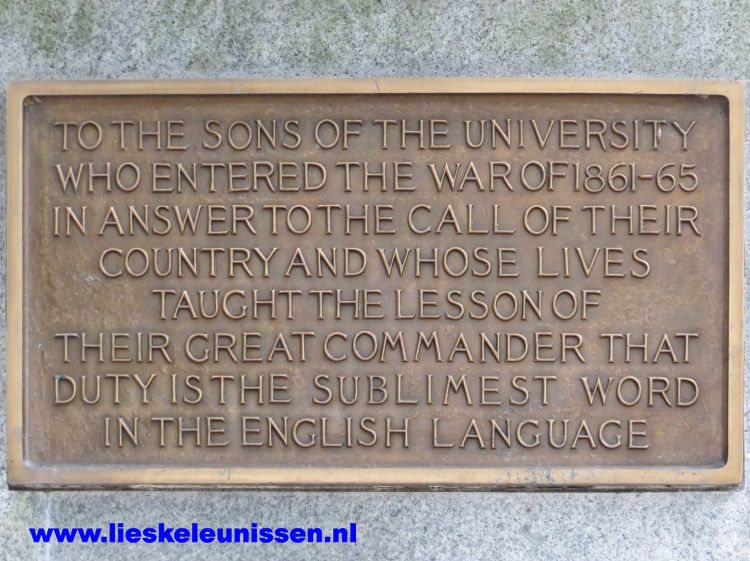 TO THE SONS OF THE UNIVERSITY
WHO ENTERED THE WAR OF 1861-65
IN ANSWER TO THE CALL OF THEIR
COUNTRY AND WHOSE LIVES
TAUGHT THE LESSON OF
THEIR GREAT COMMANDER THAT
DUTY IS THE SUBLIMEST WORD
IN THE ENGLISH LANGUAGE
www.lieskeleunissen.nl